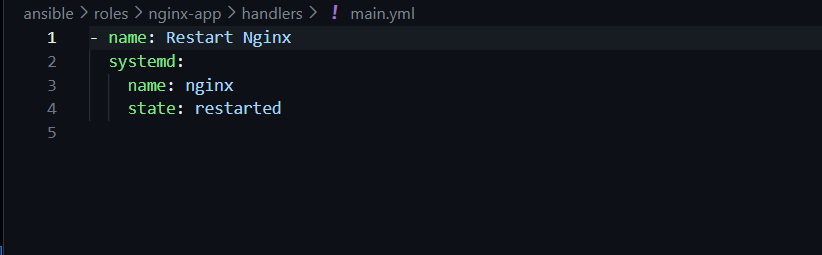 ansible > roles > nginx-app > handlers > ! main.yml
1 - name: Restart Nginx
2 systemd:
3 name: nginx
4 state: restarted
5